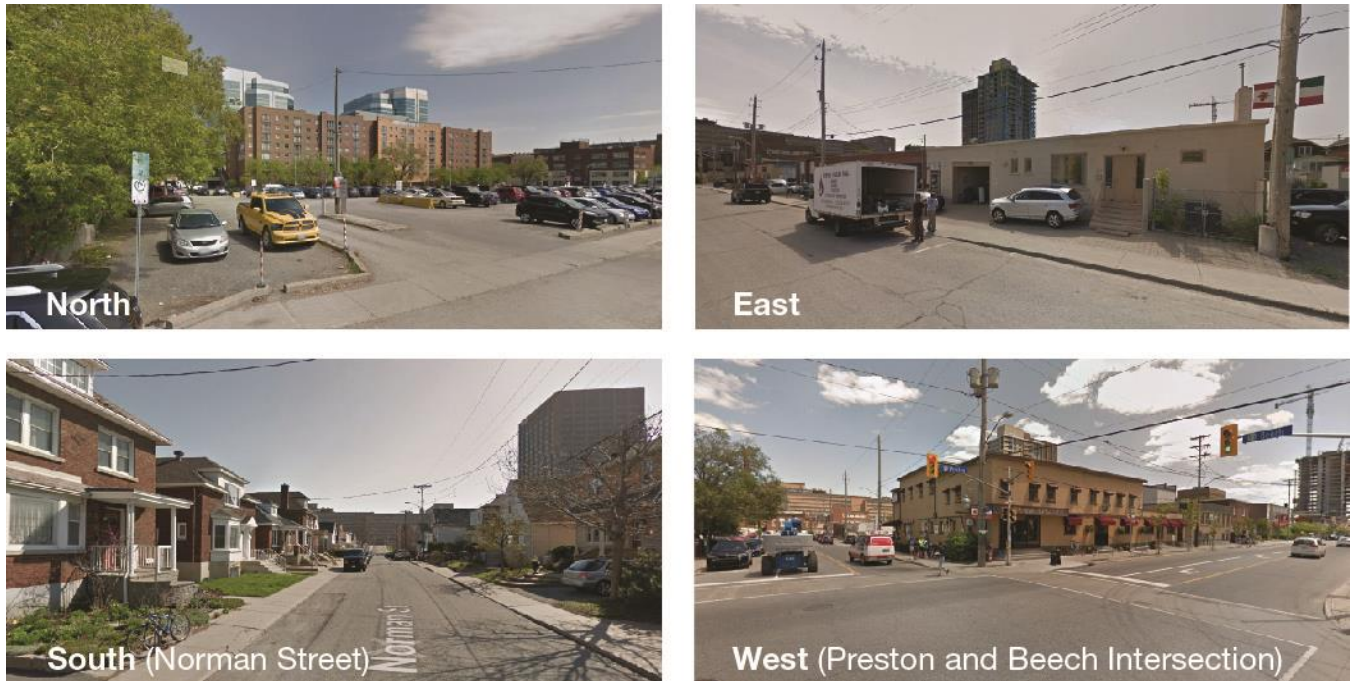 North
East
South (Norman Street)
Norman St
West (Preston and Beech Intersection)